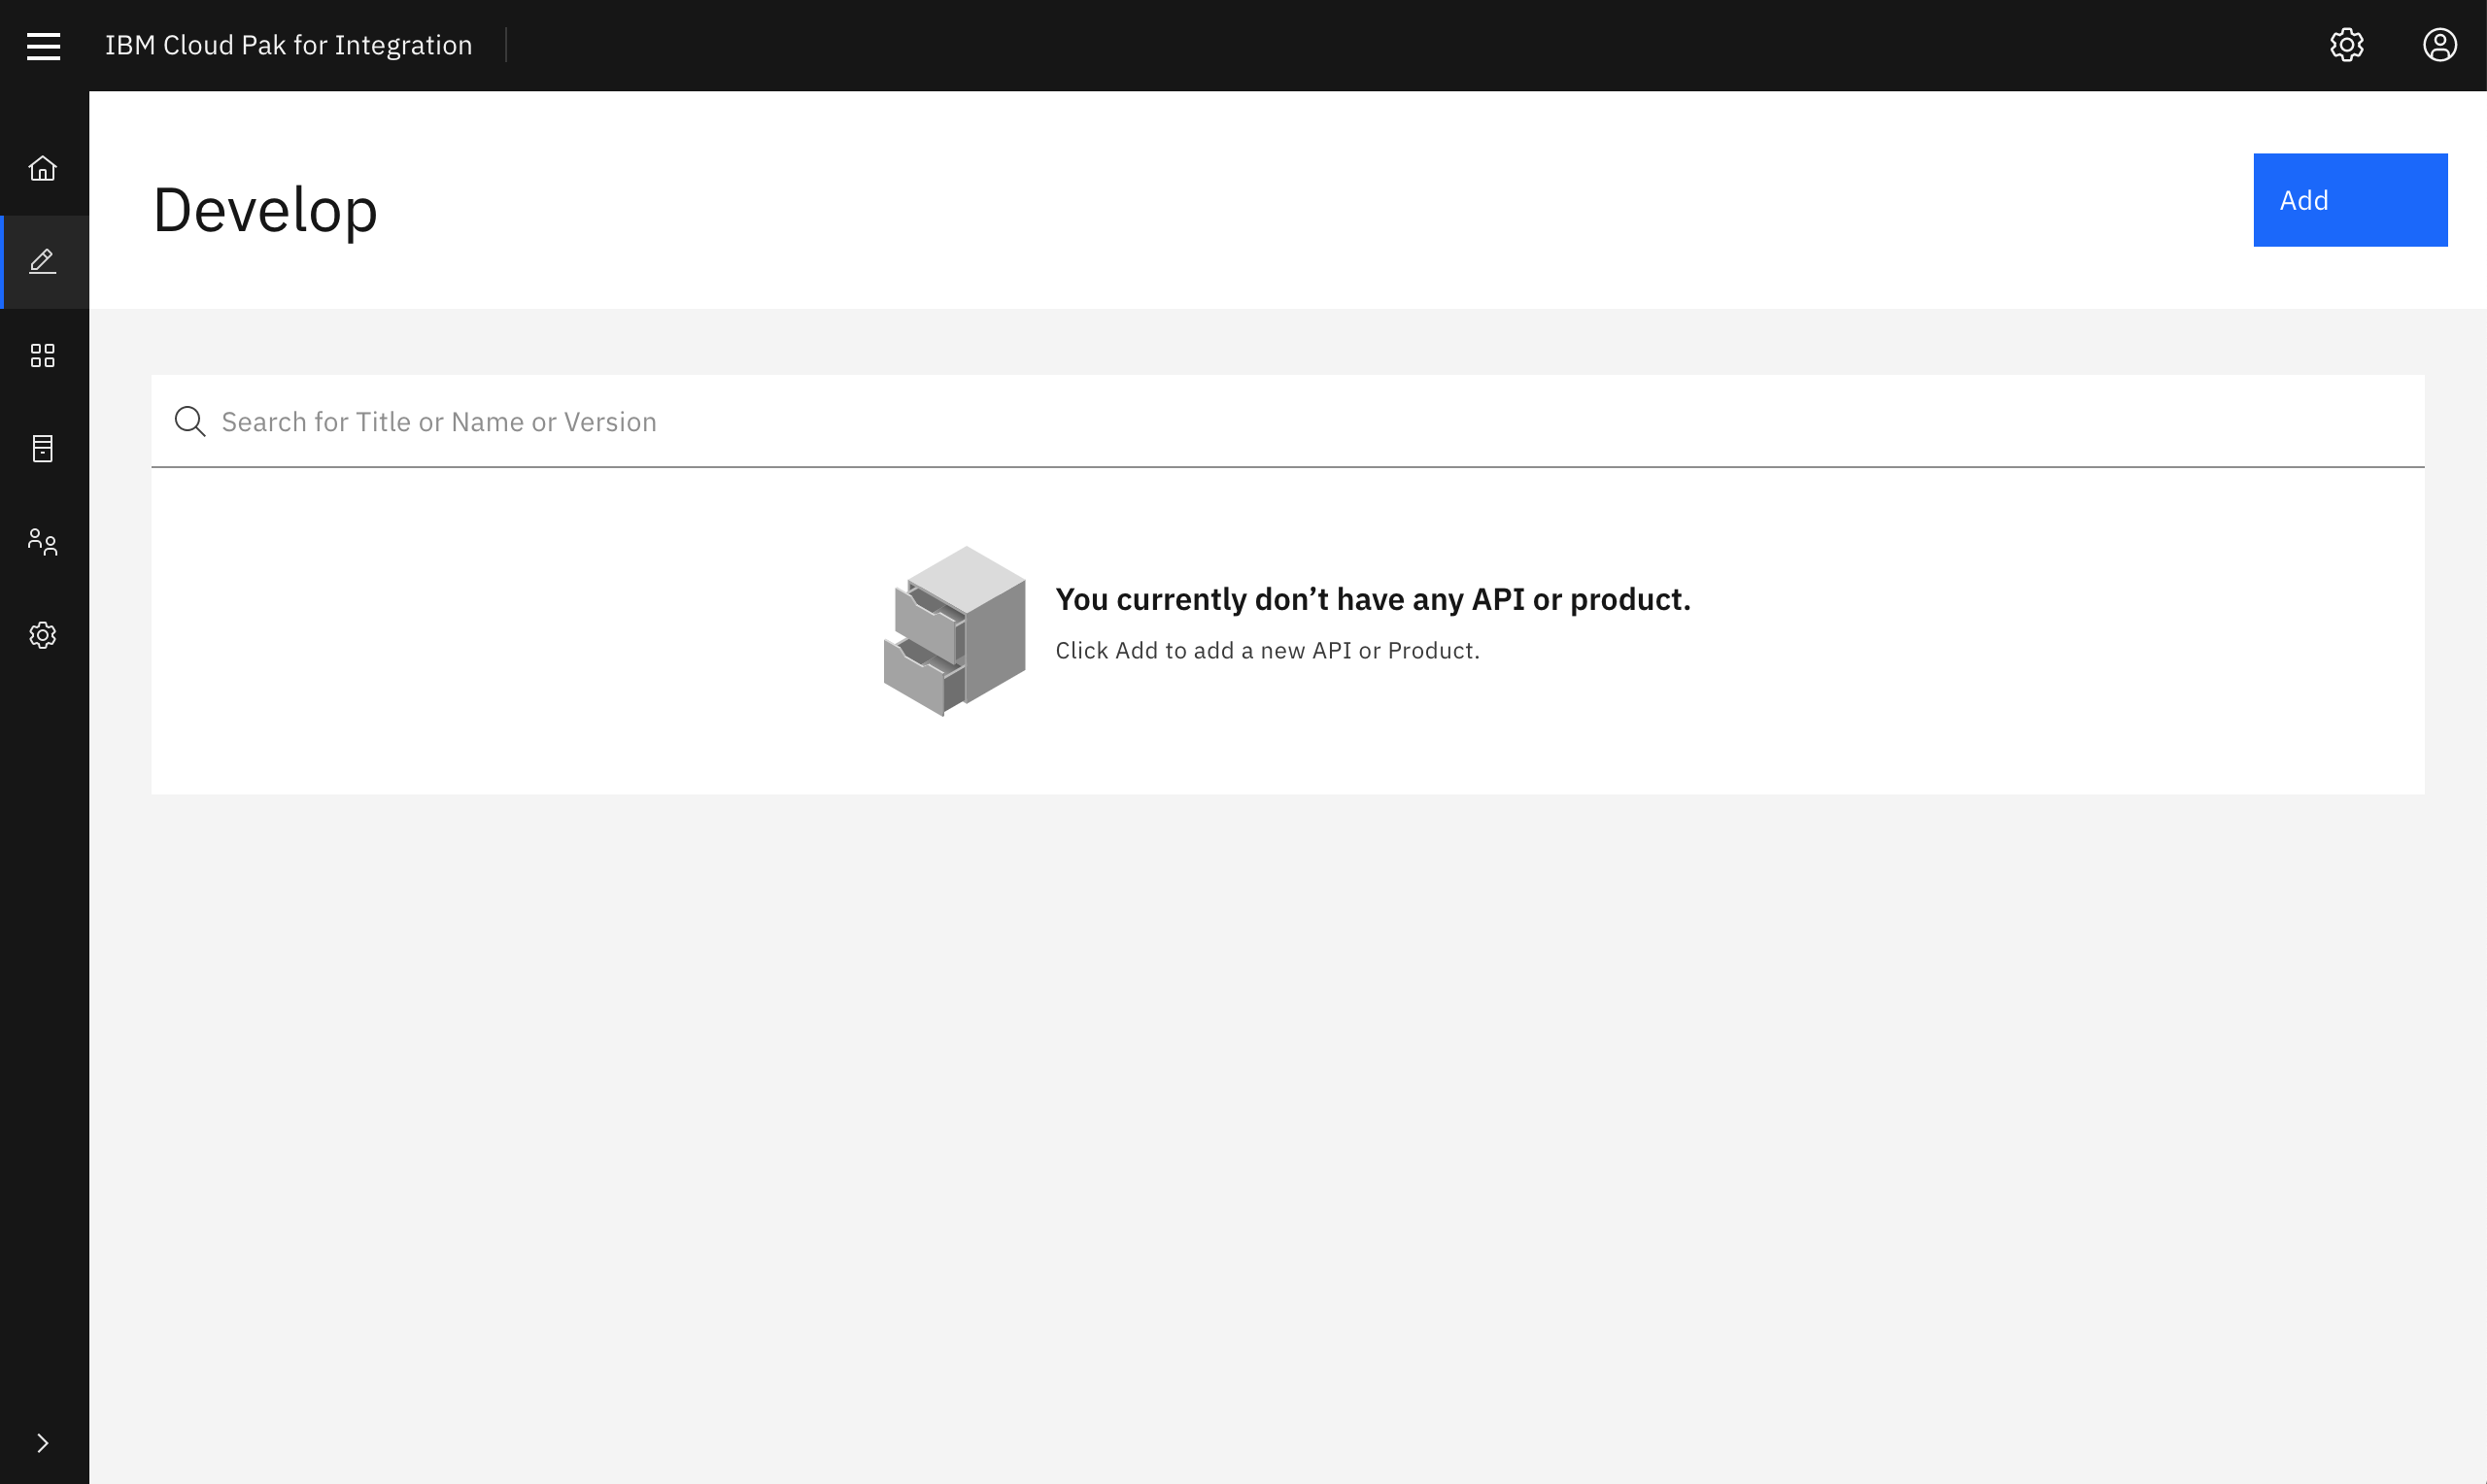 IBM Cloud Pak for Integration
Develop
Add
Search for Title or Name or Version
You currently don’t have any API or product.
Click Add to add a new API or Product.